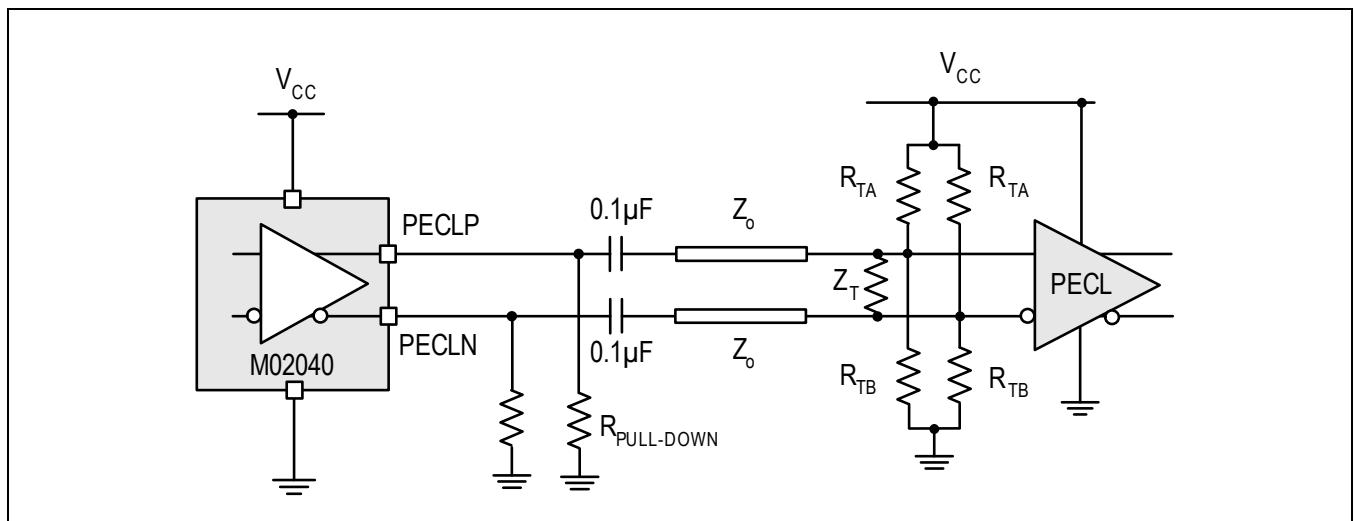 V_CC
V_CC
R_TA
R_TA
PECLP
0.1µF
Z_o
Z_T
PECL
PECLN
M02040
0.1µF
Z_o
R_TB
R_TB
R_PULL-DOWN